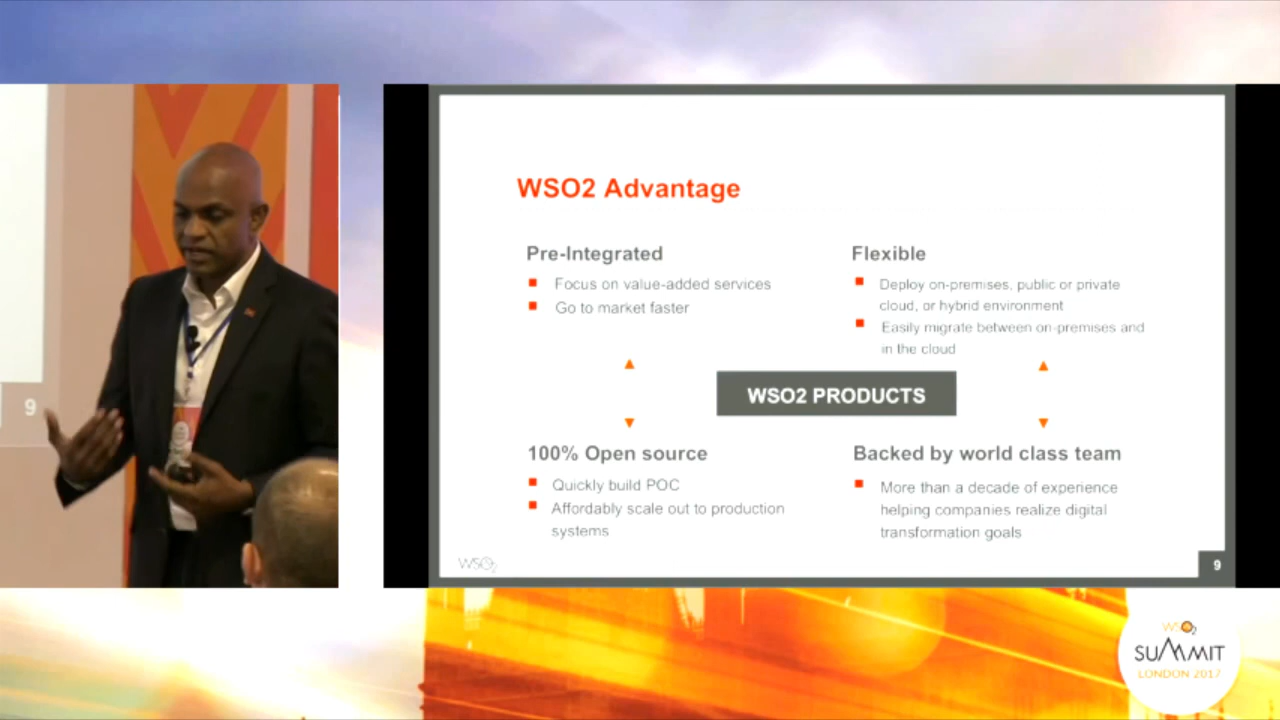 WSO2 Advantage
Pre-Integrated
Focus on value-added services
Go to market faster
Flexible
Deploy on-premises, public or private
cloud, or hybrid environment
Easily migrate between on-premises and
in the cloud
WSO2 PRODUCTS
100% Open source
Quickly build POC
Affordably scale out to production
systems
Backed by world class team
More than a decade of experience
helping companies realize digital
transformation goals
WSO2
9
9
WSO2
SUMMIT
LONDON 2017